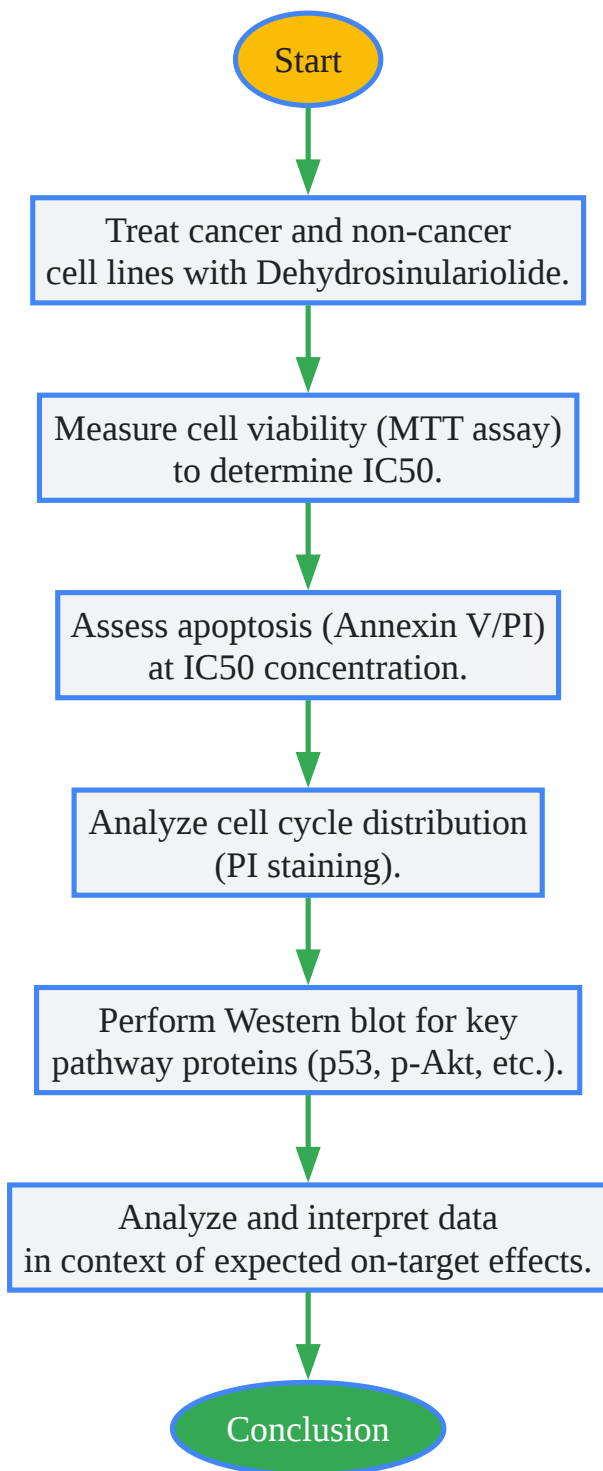 Start
Treat cancer and non-cancer
cell lines with Dehydrosinulariolide.
Measure cell viability (MTT assay)
to determine IC50.
Assess apoptosis (Annexin V/PI)
at IC50 concentration.
Analyze cell cycle distribution
(PI staining).
Perform Western blot for key
pathway proteins (p53, p-Akt, etc.).
Analyze and interpret data
in context of expected on-target effects.
Conclusion